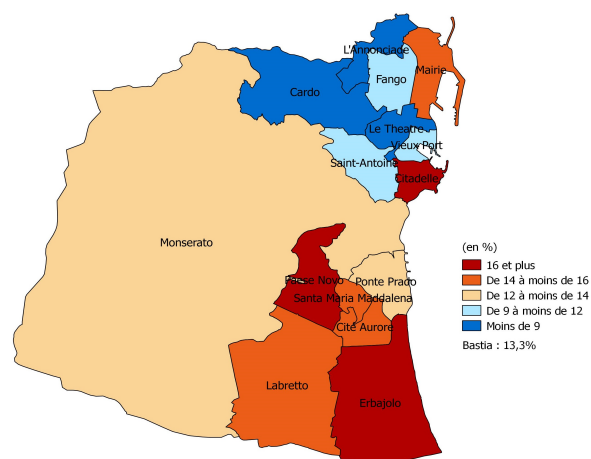 L'Annonciade
Mairie
Fango
Cardo
Le Theatre
Vieux Port
Saint-Antoine
Citadelle
Monserato
(en %)
16 et plus
De 14 à moins de 16
De 12 à moins de 14
De 9 à moins de 12
Moins de 9
Bastia : 13,3%
Paese Novo
Ponte Prado
Santa Maria Maddalena
Cité Aurore
Labretto
Erbajolo